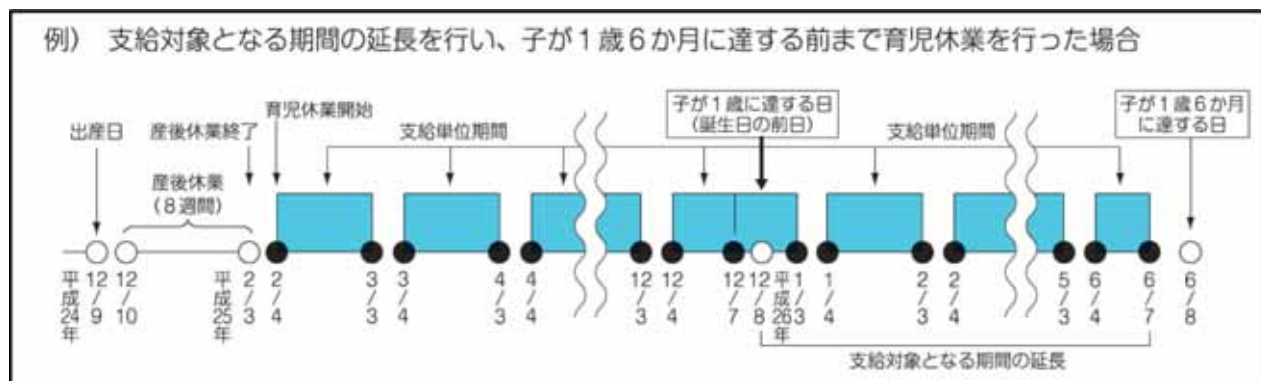 例） 支給対象となる期間の延長を行い、子が１歳６か月に達する前まで育児休業を行った場合
出産日
産後休業終了
育児休業開始
産後休業
（８週間）
支給単位期間
子が１歳に達する日
（誕生日の前日）
支給単位期間
子が１歳６か月
に達する日
平成24年
12/9
12/10
平成25年
2/3
2/4
3/3
3/4
4/3
4/4
12/3
12/4
12/7
12/8
平成26年
1/3
1/4
2/3
2/4
5/3
6/4
6/7
6/8
支給対象となる期間の延長